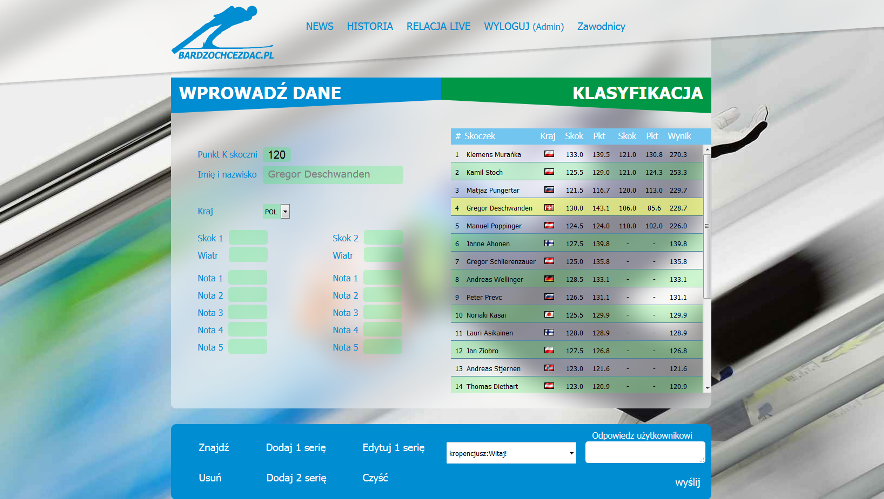 NEWS HISTORIA RELACJA LIVE WYLOGUJ (Admin) Zawodnicy
BARDZOCHCEZDAC.PL
WPROWADŹ DANE
KLASYFIKACJA
Punkt K skoczni 120
Imię i nazwisko Gregor Deschwanden
Kraj POL
Skok 1 Skok 2
Wiatr Wiatr
Nota 1 Nota 1
Nota 2 Nota 2
Nota 3 Nota 3
Nota 4 Nota 4
Nota 5 Nota 5
# Skoczek Kraj Skok Pkt Skok Pkt Wynik
1 Klemens Murańka 133.0 139.5 121.0 130.8 270.3
2 Kamil Stoch 125.5 129.0 121.0 124.3 253.3
3 Matjaz Pungertar 121.5 116.7 120.0 113.0 229.7
4 Gregor Deschwanden 130.0 143.1 106.0 85.6 228.7
5 Manuel Poppinger 124.5 124.0 110.0 102.0 226.0
6 Janne Ahonen 127.5 139.8 - - 139.8
7 Gregor Schlierenzauer 125.0 135.8 - - 135.8
8 Andreas Wellinger 128.5 133.1 - - 133.1
9 Peter Prevc 126.5 131.1 - - 131.1
10 Noriaki Kasai 125.5 129.9 - - 129.9
11 Lauri Asikainen 128.0 128.9 - - 128.9
12 Jan Ziobro 127.5 126.8 - - 126.8
13 Andreas Stjernen 123.0 121.6 - - 121.6
14 Thomas Diethart 123.0 120.9 - - 120.9
Znajdź Dodaj 1 serię Edytuj 1 serię
Usuń Dodaj 2 serię Czyść
kropencjusz:Witaj!
Odpowiedz użytkownikowi
wyślij